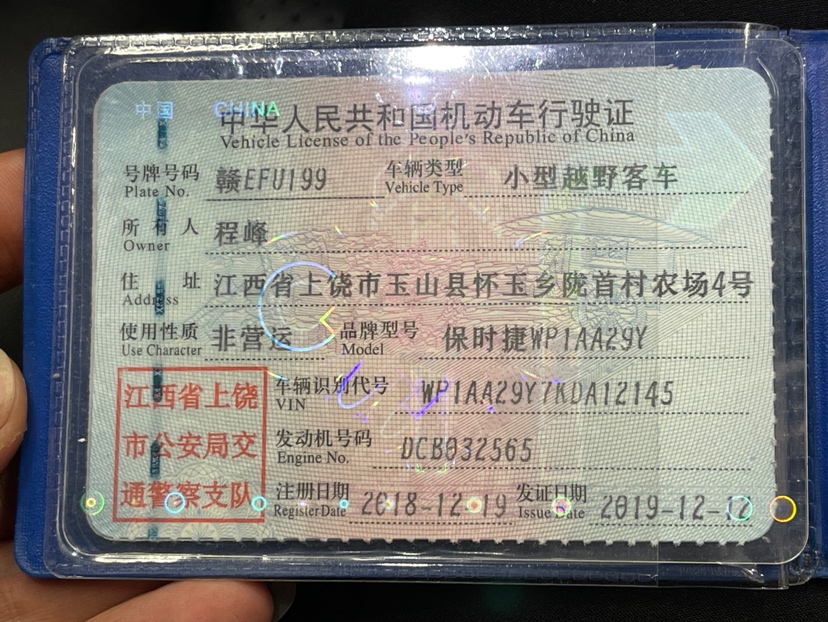 中国 CHINA
中华人民共和国机动车行驶证
Vehicle License of the People's Republic of China
号牌号码 赣EFU199 车辆类型 小型越野客车
Plate No. Vehicle Type
所有人 程峰
Owner
住址 江西省上饶市玉山县怀玉乡陇首村农场4号
Address
使用性质 非营运 品牌型号 保时捷WP1AA29Y
Use Character Model
江西省上饶
市公安局交
通警察支队
车辆识别代号 WP1AA29Y7KDA12145
VIN
发动机号码 DCB032565
Engine No.
注册日期 2018-12-19 发证日期 2019-12-12
Register Date Issue Date